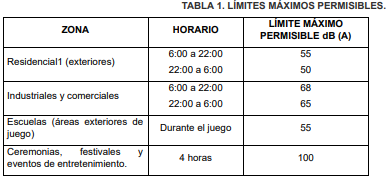 TABLA 1. LÍMITES MÁXIMOS PERMISIBLES.
ZONA HORARIO LÍMITE MÁXIMO PERMISIBLE dB (A)
Residencial1 (exteriores) 6:00 a 22:00 55
22:00 a 6:00 50
Industriales y comerciales 6:00 a 22:00 68
22:00 a 6:00 65
Escuelas (áreas exteriores de juego) Durante el juego 55
Ceremonias, festivales y eventos de entretenimiento. 4 horas 100